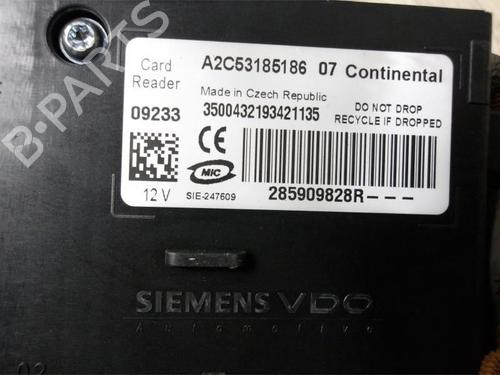 B-PARTS
Card Reader A2C53185186 07 Continental
Made in Czech Republic
09233 3500432193421135 DO NOT DROP
RECYCLE IF DROPPED
CE
MIC
12 V SIE-247609 285909828R---
SIEMENS VDO
Automotive
02